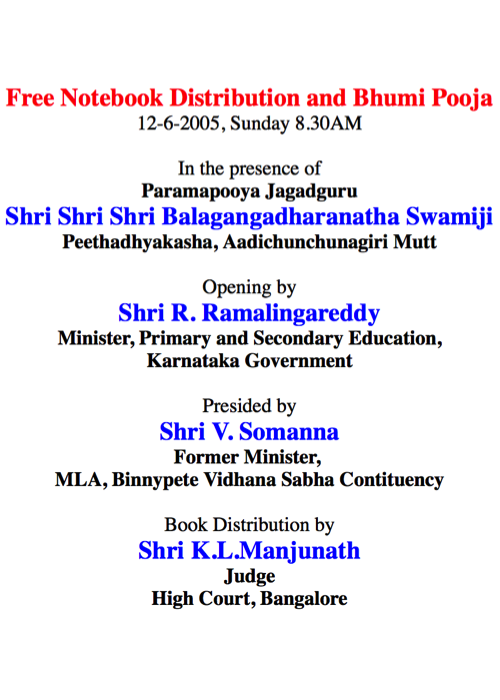 Free Notebook Distribution and Bhumi Pooja
12-6-2005, Sunday 8.30AM
In the presence of
Paramapooya Jagadguru
Shri Shri Shri Balagangadharanatha Swamiji
Peethadhyakasha, Aadichunchunagiri Mutt
Opening by
Shri R. Ramalingareddy
Minister, Primary and Secondary Education,
Karnataka Government
Presided by
Shri V. Somanna
Former Minister,
MLA, Binnypete Vidhana Sabha Contituency
Book Distribution by
Shri K.L.Manjunath
Judge
High Court, Bangalore